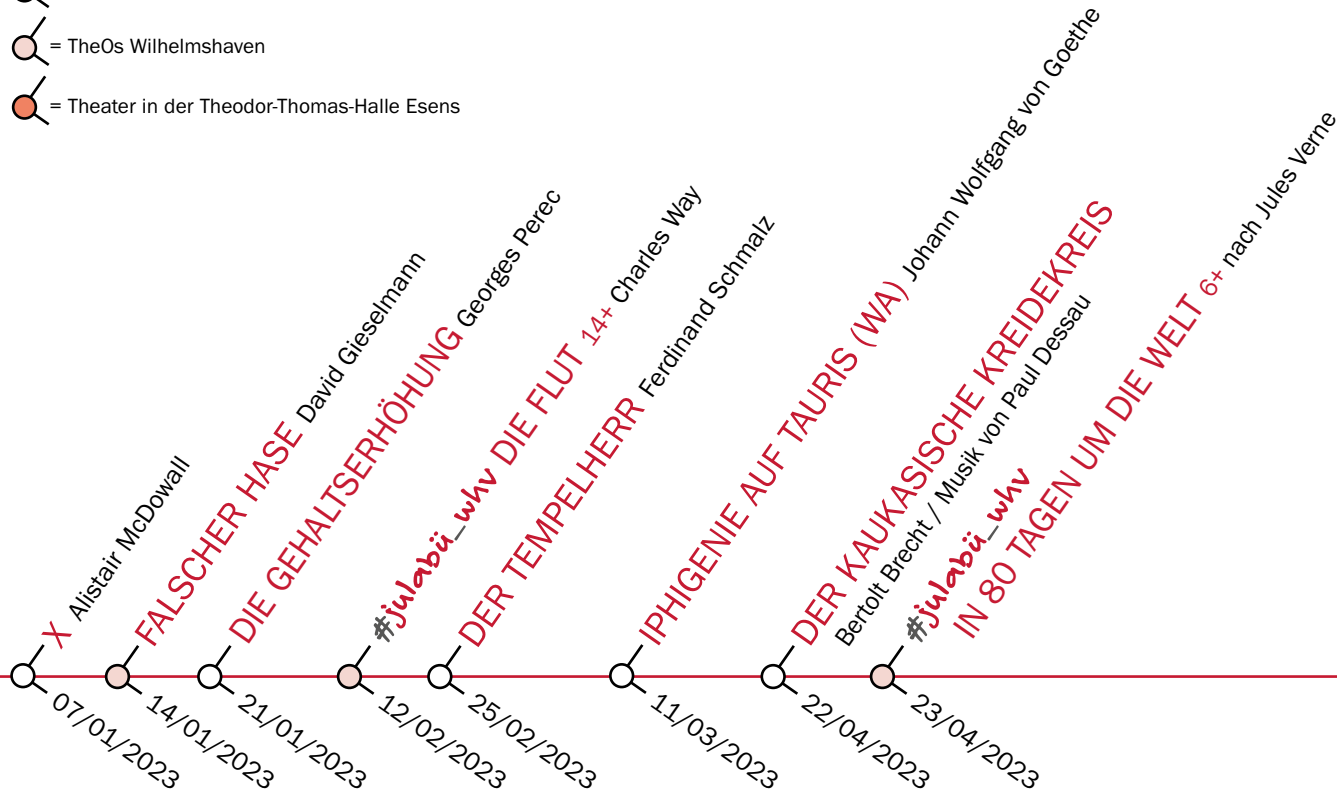 = TheOs Wilhelmshaven
= Theater in der Theodor-Thomas-Halle Esens
X Alistair McDowall
07/01/2023
FALSCHER HASE David Gieselmann
14/01/2023
DIE GEHALTSERHÖHUNG Georges Perec
21/01/2023
#julabü_whv DIE FLUT 14+ Charles Way
12/02/2023
DER TEMPELHERR Ferdinand Schmalz
25/02/2023
IPHIGENIE AUF TAURIS (WA) Johann Wolfgang von Goethe
11/03/2023
DER KAUKASISCHE KREIDEKREIS
Bertolt Brecht / Musik von Paul Dessau
22/04/2023
#julabü_whv
IN 80 TAGEN UM DIE WELT 6+ nach Jules Verne
23/04/2023